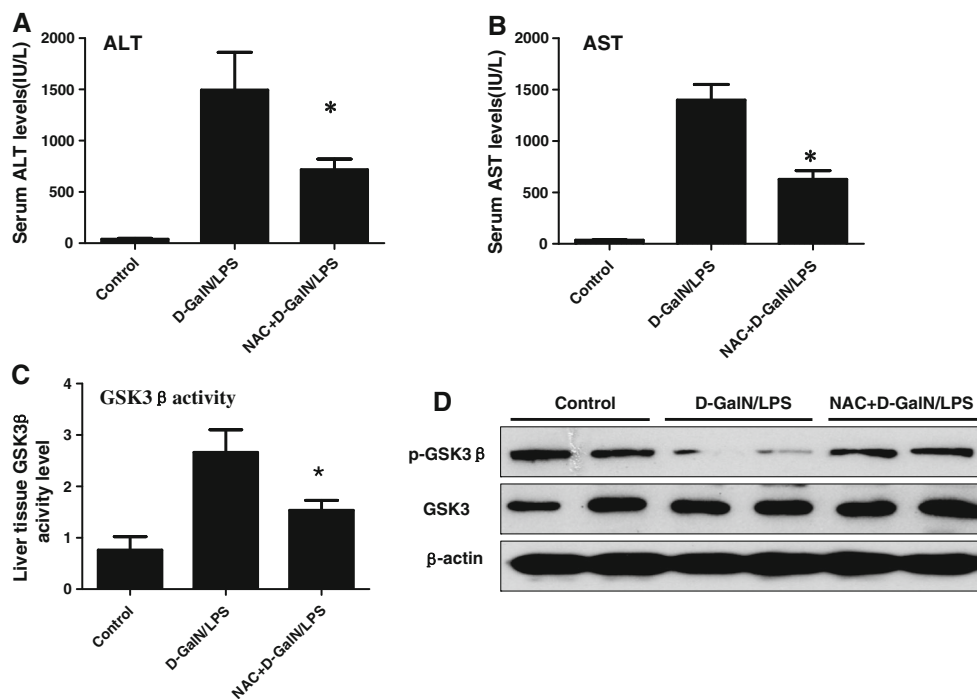 A
ALT
Serum ALT levels(IU/L)
2000
1500
1000
500
0
*
Control
D-GalN/LPS
NAC+D-GalN/LPS
B
AST
Serum AST levels(IU/L)
2000
1500
1000
500
0
*
Control
D-GalN/LPS
NAC+D-GalN/LPS
C
GSK3 β activity
Liver tissue GSK3β
acivity level
4
3
2
1
0
*
Control
D-GalN/LPS
NAC+D-GalN/LPS
D
Control D-GalN/LPS NAC+D-GalN/LPS
p-GSK3 β
GSK3
β-actin